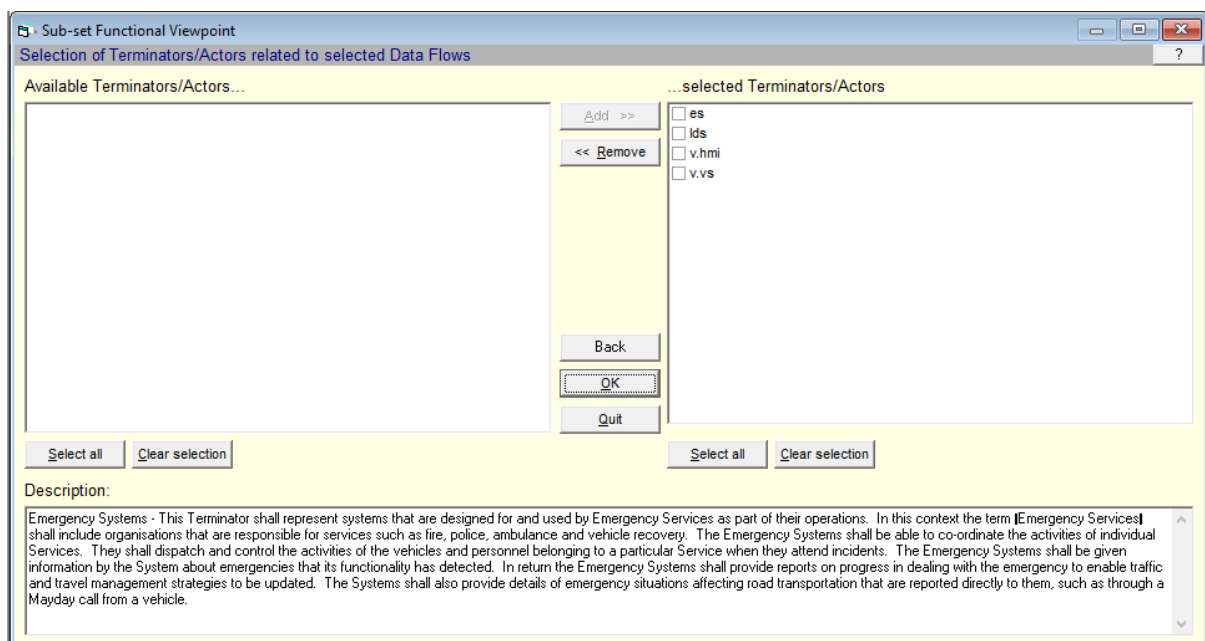 Sub-set Functional Viewpoint
Selection of Terminators/Actors related to selected Data Flows
?
Available Terminators/Actors...
...selected Terminators/Actors
Add >>
<< Remove
es
lds
v.hmi
v.vs
Back
OK
Quit
Select all
Clear selection
Select all
Clear selection
Description:
Emergency Systems - This Terminator shall represent systems that are designed for and used by Emergency Services as part of their operations. In this context the term |Emergency Services|
shall include organisations that are responsible for services such as fire, police, ambulance and vehicle recovery. The Emergency Systems shall be able to co-ordinate the activities of individual
Services. They shall dispatch and control the activities of the vehicles and personnel belonging to a particular Service when they attend incidents. The Emergency Systems shall be given
information by the System about emergencies that its functionality has detected. In return the Emergency Systems shall provide reports on progress in dealing with the emergency to enable traffic
and travel management strategies to be updated. The Systems shall also provide details of emergency situations affecting road transportation that are reported directly to them, such as through a
Mayday call from a vehicle.